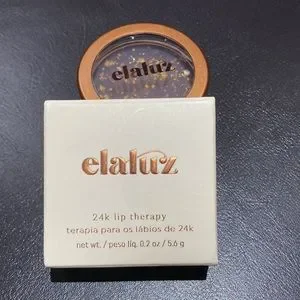 elaluz
elaluz
24k lip therapy
terapia para os lábios de 24k
net wt. / peso líq. 0.2 oz / 5.6 g